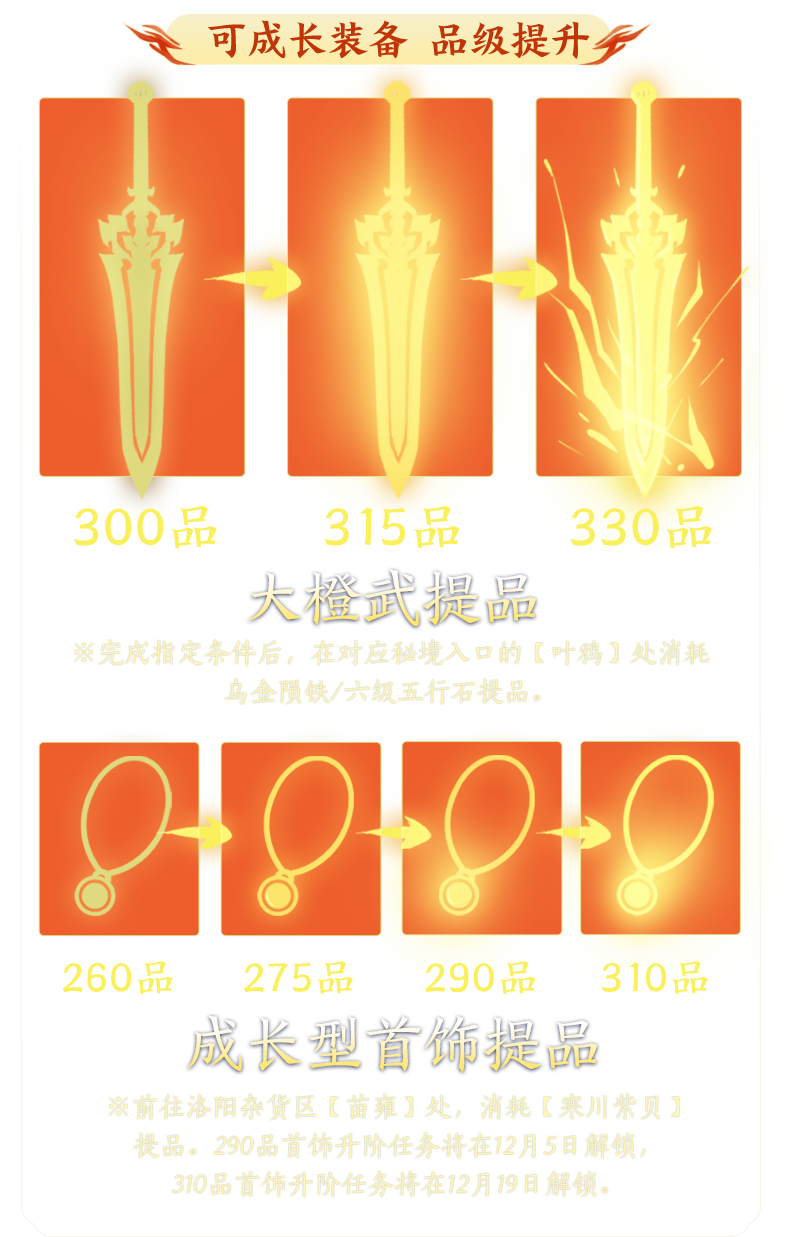 可成长装备 品级提升
300品 315品 330品
大橙武提品
※完成指定条件后，在对应秘境入口的【叶鸦】处消耗
乌金陨铁/六级五行石提品。
260品 275品 290品 310品
成长型首饰提品
※前往洛阳杂货区【苗雍】处，消耗【寒川紫贝】
提品。290品首饰升阶任务将在12月5日解锁，
310品首饰升阶任务将在12月19日解锁。